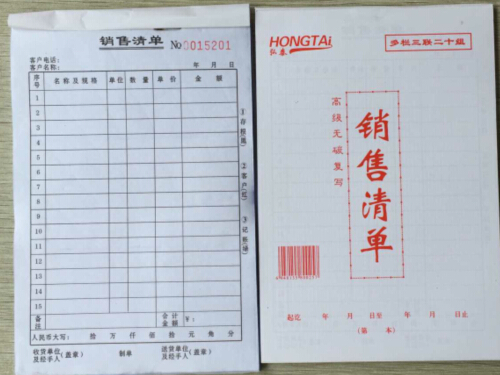 销售清单 No 0015201
客户电话:
客户名称: 年 月 日
序号 名称及规格 单位 数量 单价 金额
1
2
3
4
5
6
7
8
9
10
11
12
13
14
15
备注 合计金额 ¥:
人民币大写: 拾 万 仟 佰 拾 元 角 分
收货单位及经手人(盖章) 制单 送货单位及经手人(盖章)
①存根(黑)
②客户(红)
③记账
HONGTAi
弘泰
多栏三联二十组
高级无碳复写
销售清单
起讫 年 月 日至 年 月 日止
(第 本)